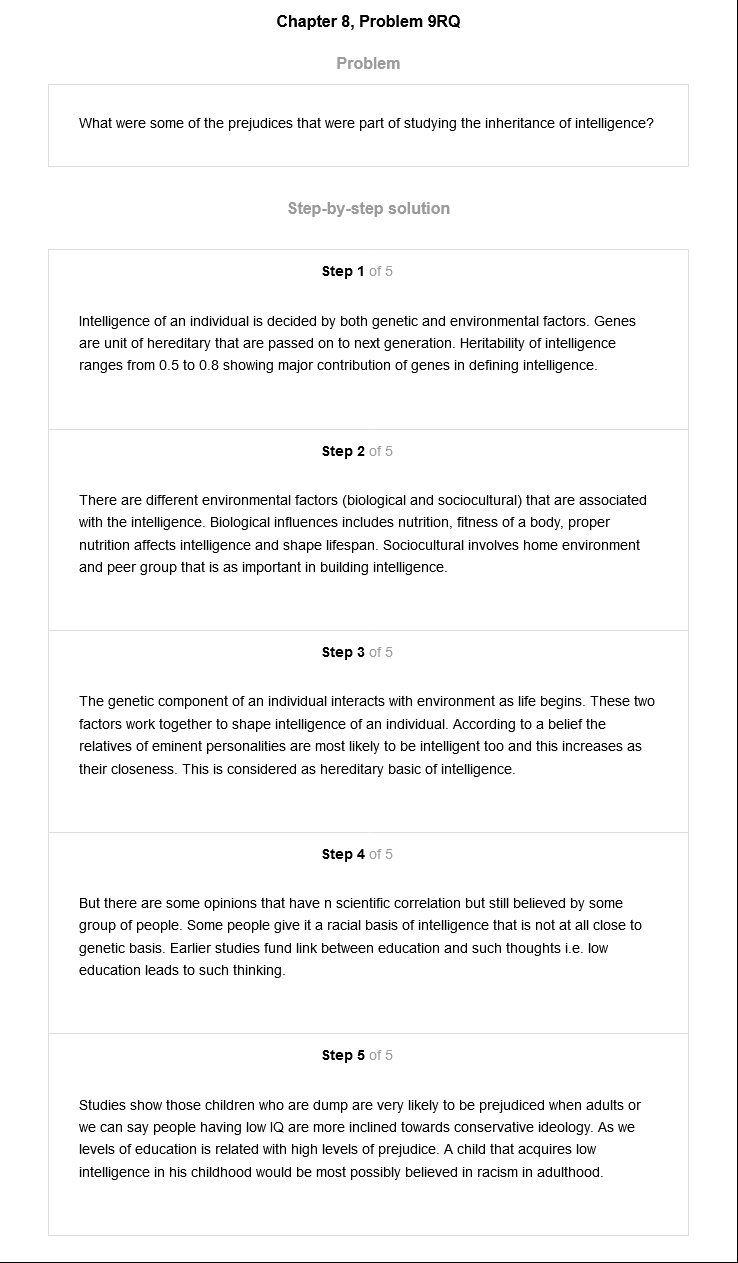 Chapter 8, Problem 9RQ
Problem
What were some of the prejudices that were part of studying the inheritance of intelligence?
Step-by-step solution
Step 1 of 5
Intelligence of an individual is decided by both genetic and environmental factors. Genes
are unit of hereditary that are passed on to next generation. Heritability of intelligence
ranges from 0.5 to 0.8 showing major contribution of genes in defining intelligence.
Step 2 of 5
There are different environmental factors (biological and sociocultural) that are associated
with the intelligence. Biological influences includes nutrition, fitness of a body, proper
nutrition affects intelligence and shape lifespan. Sociocultural involves home environment
and peer group that is as important in building intelligence.
Step 3 of 5
The genetic component of an individual interacts with environment as life begins. These two
factors work together to shape intelligence of an individual. According to a belief the
relatives of eminent personalities are most likely to be intelligent too and this increases as
their closeness. This is considered as hereditary basic of intelligence.
Step 4 of 5
But there are some opinions that have n scientific correlation but still believed by some
group of people. Some people give it a racial basis of intelligence that is not at all close to
genetic basis. Earlier studies fund link between education and such thoughts i.e. low
education leads to such thinking.
Step 5 of 5
Studies show those children who are dump are very likely to be prejudiced when adults or
we can say people having low IQ are more inclined towards conservative ideology. As we
levels of education is related with high levels of prejudice. A child that acquires low
intelligence in his childhood would be most possibly believed in racism in adulthood.